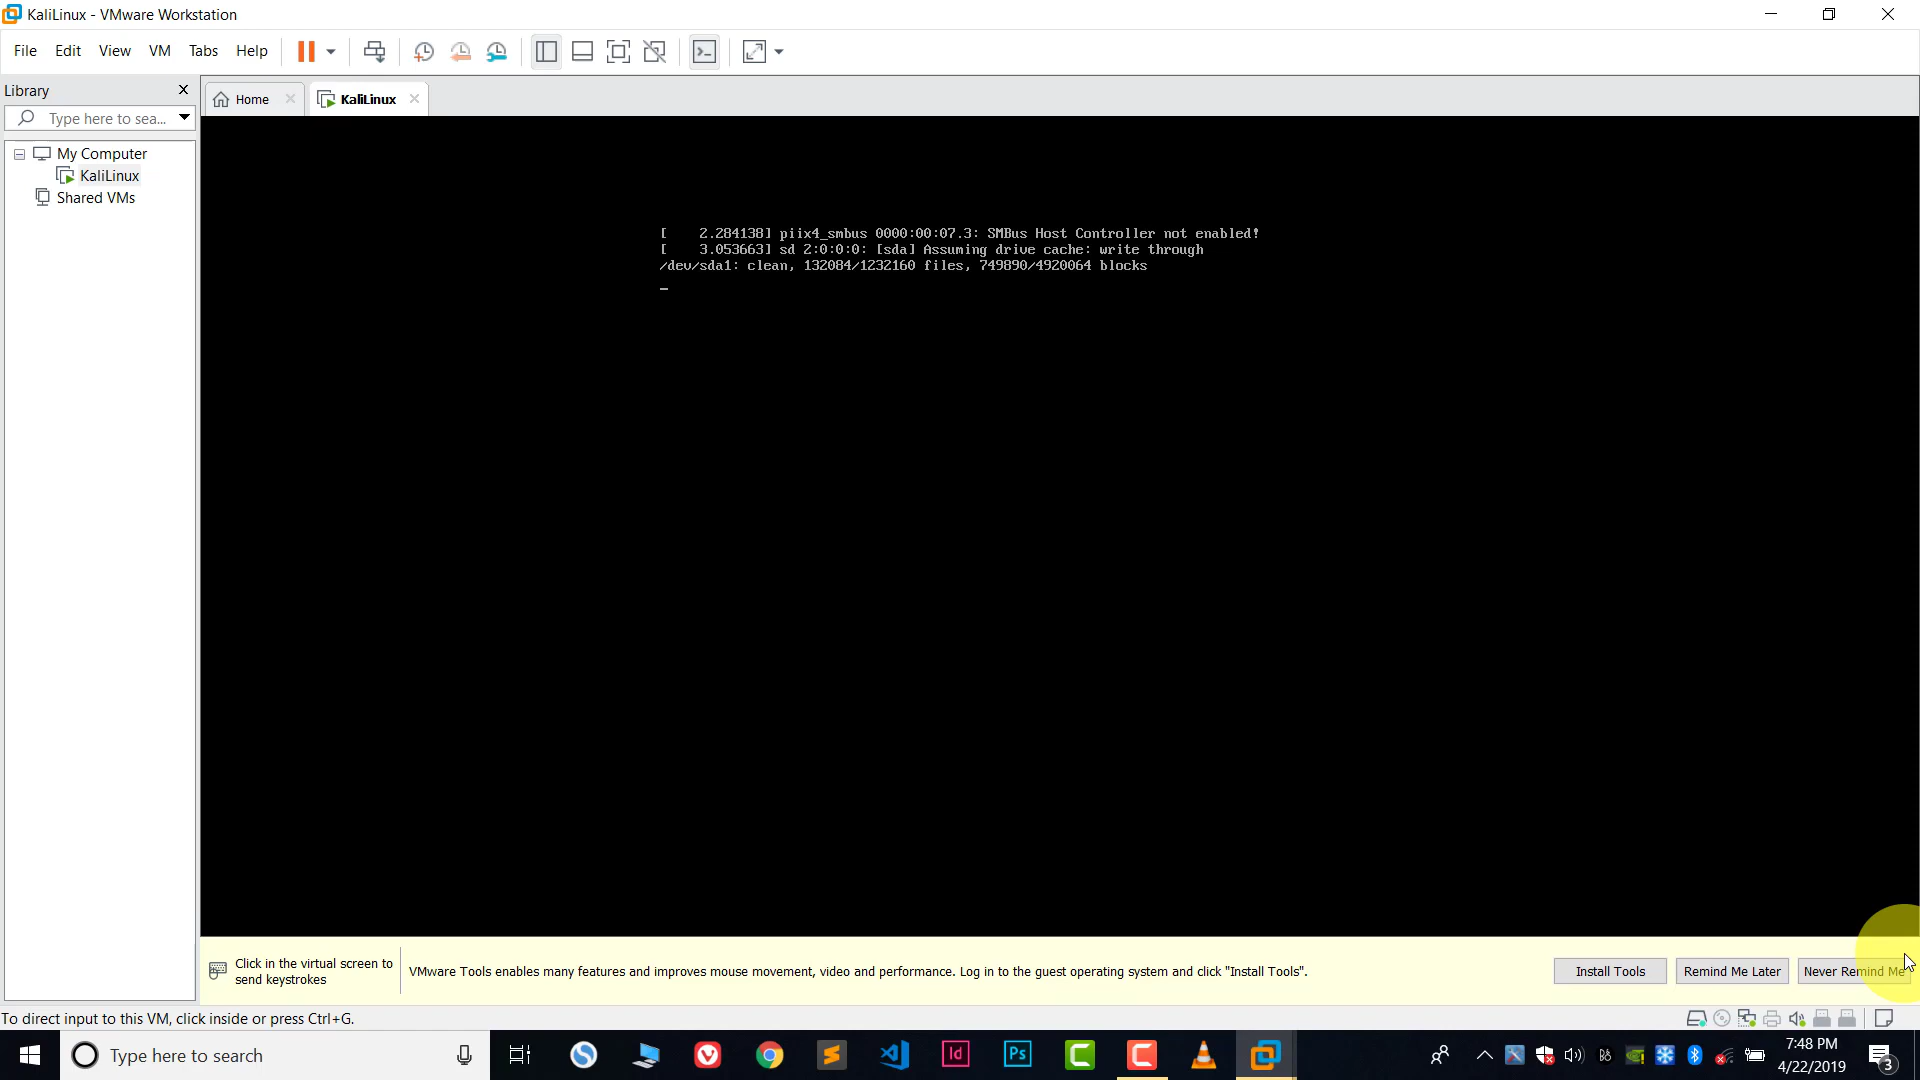 KaliLinux - VMware Workstation
File Edit View VM Tabs Help
Library
Type here to sea...
My Computer
KaliLinux
Shared VMs
Home
KaliLinux
[    2.284138] piix4_smbus 0000:00:07.3: SMBus Host Controller not enabled!
[    3.053663] sd 2:0:0:0: [sda] Assuming drive cache: write through
/dev/sda1: clean, 132084/1232160 files, 749890/4920064 blocks
_
Click in the virtual screen to
send keystrokes
VMware Tools enables many features and improves mouse movement, video and performance. Log in to the guest operating system and click "Install Tools".
Install Tools
Remind Me Later
Never Remind Me
To direct input to this VM, click inside or press Ctrl+G.
Type here to search
Id
Ps
7:48 PM
4/22/2019
3